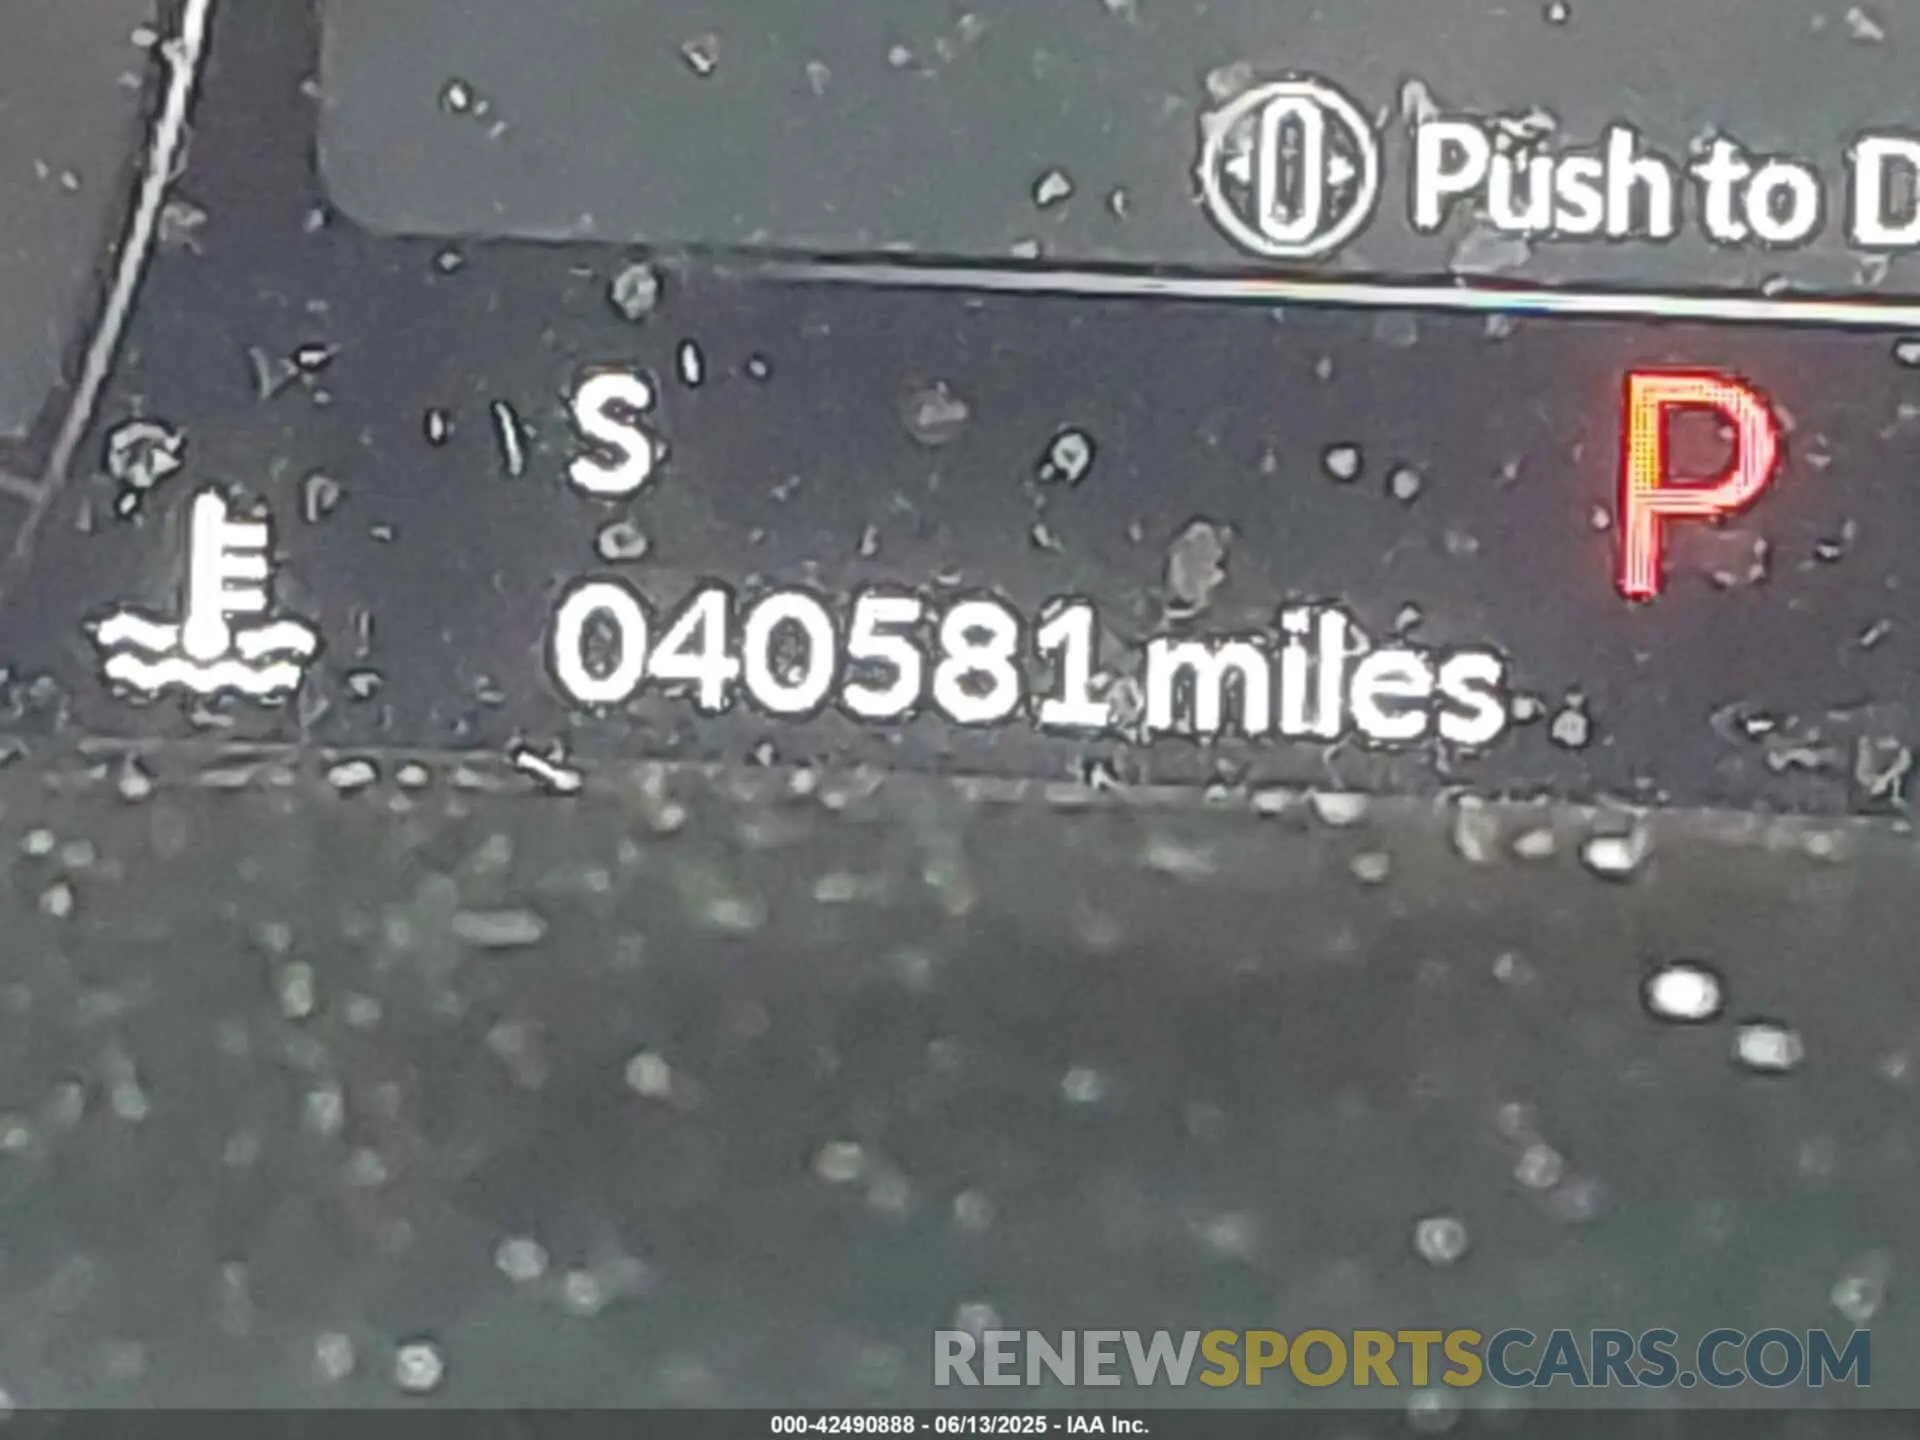 Push to D
S
P
040581 miles
RENEWSPORTSCARS.COM
000-42490888 - 06/13/2025 - IAA Inc.